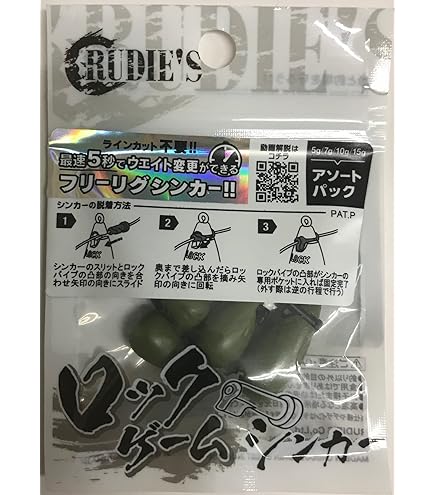 RUDIE'S
ラインカット不要!!
最速5秒でウエイト変更ができる
フリーリグシンカー!!
動画解説は
コチラ
5g/7g/10g/15g
アソート
パック
シンカーの脱着方法
PAT.P
1
2
3
シンカーのスリットとロック
パイプの凸部の向きを合
わせ矢印の向きにスライド
奥まで差し込んだらロッ
クパイプの凸部を摘み矢
印の向きに回転
ロックパイプの凸部がシンカーの
専用ポケットに入れば固定完了
(外す際は逆の行程で行う)
ロック
ゲーム
シンカー